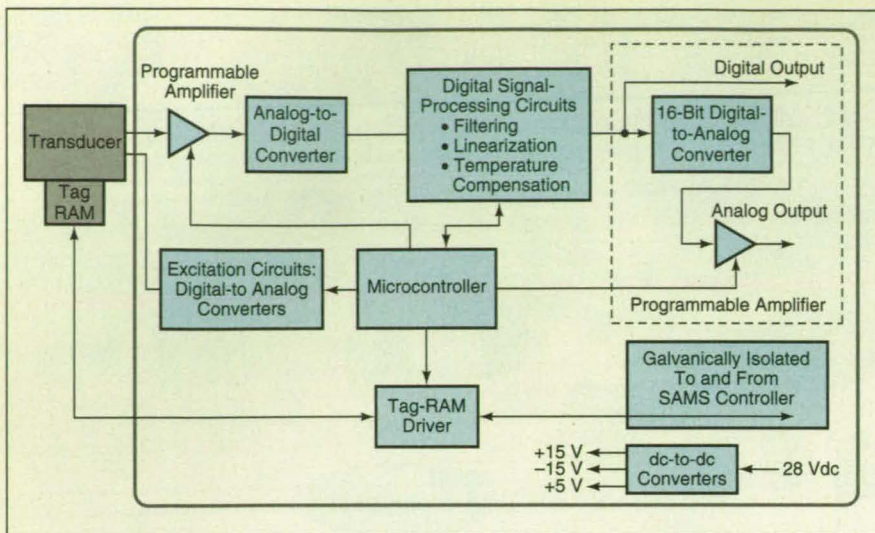 Programmable
Amplifier
Transducer
Tag
RAM
Analog-to-
Digital
Converter
Digital Signal-
Processing Circuits
• Filtering
• Linearization
• Temperature
Compensation
Digital Output
16-Bit Digital-
to-Analog
Converter
Analog Output
Programmable Amplifier
Excitation Circuits:
Digital-to Analog
Converters
Microcontroller
Tag-RAM
Driver
Galvanically Isolated
To and From
SAMS Controller
+15 V
–15 V
+5 V
dc-to-dc
Converters
28 Vdc